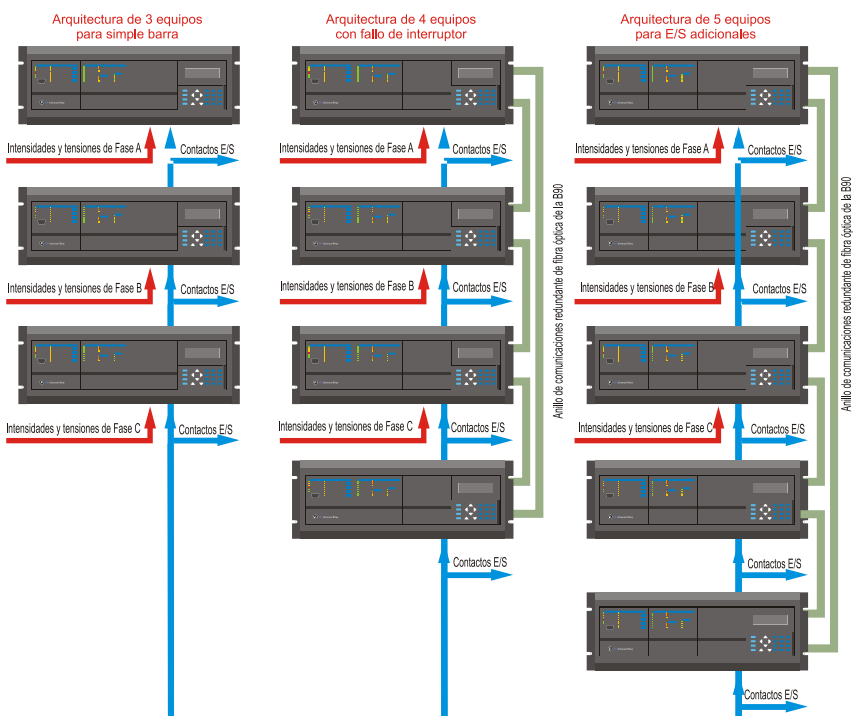 Arquitectura de 3 equipos
para simple barra
Intensidades y tensiones de Fase A
Contactos E/S
Intensidades y tensiones de Fase B
Contactos E/S
Intensidades y tensiones de Fase C
Contactos E/S
Arquitectura de 4 equipos
con fallo de interruptor
Intensidades y tensiones de Fase A
Contactos E/S
Intensidades y tensiones de Fase B
Contactos E/S
Intensidades y tensiones de Fase C
Contactos E/S
Contactos E/S
Anillo de comunicaciones redundante de fibra óptica de la B90
Arquitectura de 5 equipos
para E/S adicionales
Intensidades y tensiones de Fase A
Contactos E/S
Intensidades y tensiones de Fase B
Contactos E/S
Intensidades y tensiones de Fase C
Contactos E/S
Contactos E/S
Contactos E/S
Anillo de comunicaciones redundante de fibra óptica de la B90